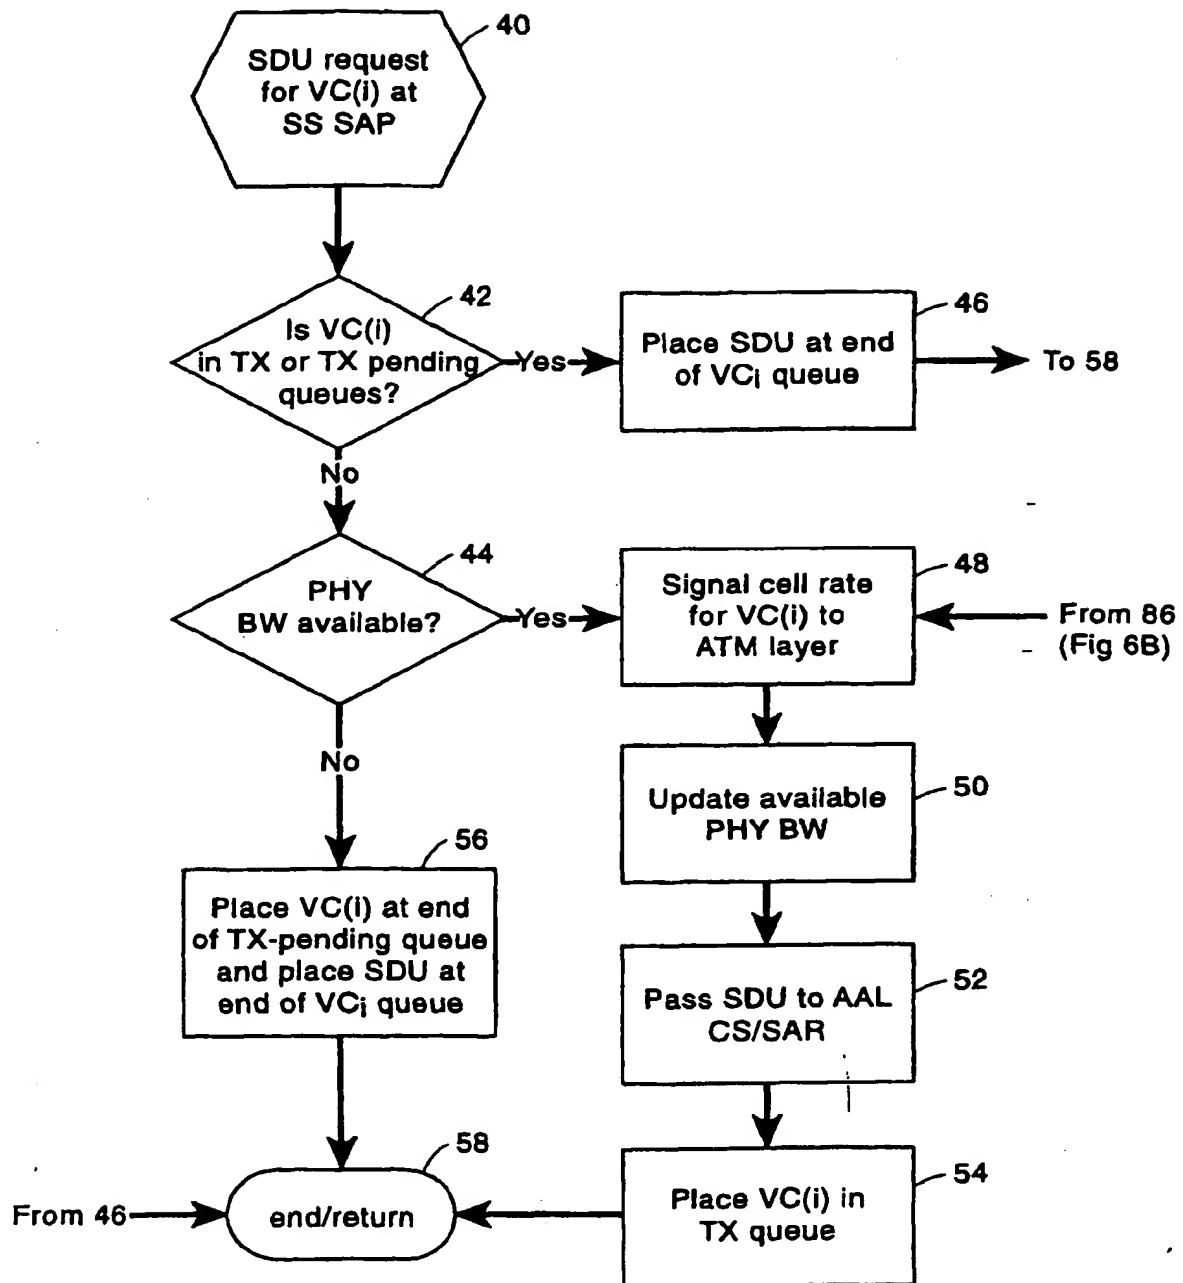 40
SDU request
for VC(i) at
SS SAP
42
Is VC(i)
in TX or TX pending
queues?
Yes
46
Place SDU at end
of VCi queue
To 58
No
44
PHY
BW available?
Yes
48
Signal cell rate
for VC(i) to
ATM layer
From 86
(Fig 6B)
No
50
Update available
PHY BW
56
Place VC(i) at end
of TX-pending queue
and place SDU at
end of VCi queue
52
Pass SDU to AAL
CS/SAR
58
From 46
end/return
54
Place VC(i) in
TX queue